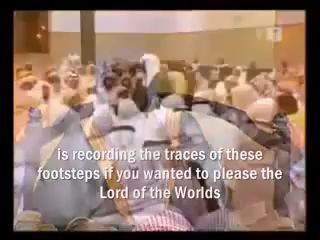 is recording the traces of these
footsteps if you wanted to please the
Lord of the Worlds